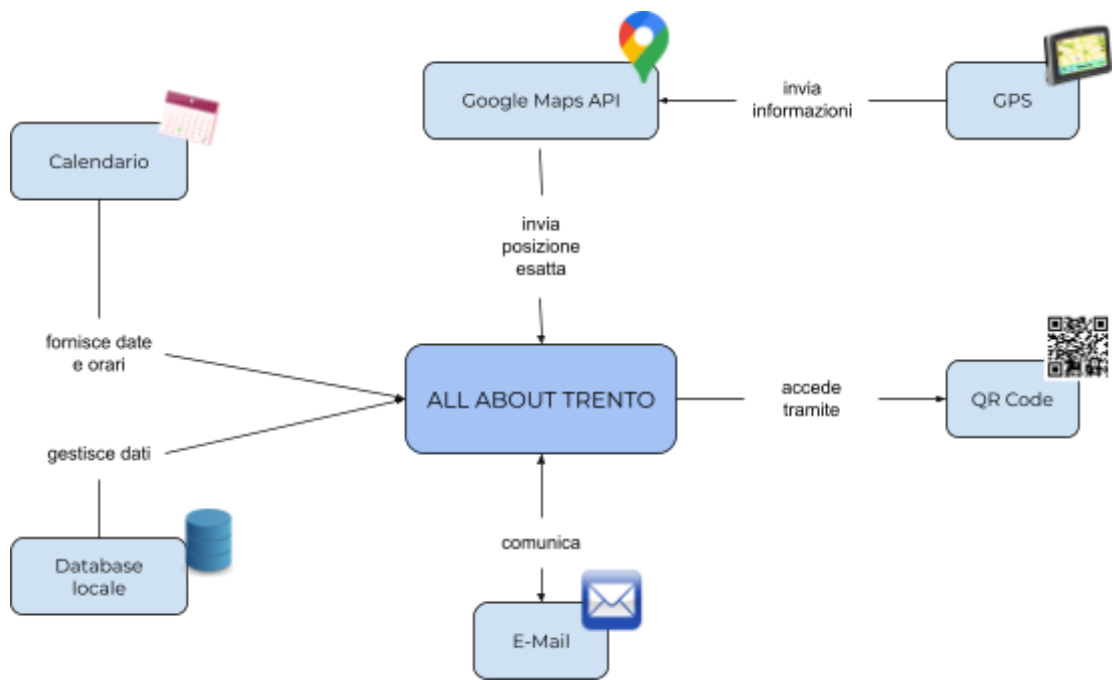 Google Maps API
invia
informazioni
GPS
Calendario
invia
posizione
esatta
fornisce date
e orari
ALL ABOUT TRENTO
accede
tramite
QR Code
gestisce dati
comunica
Database
locale
E-Mail